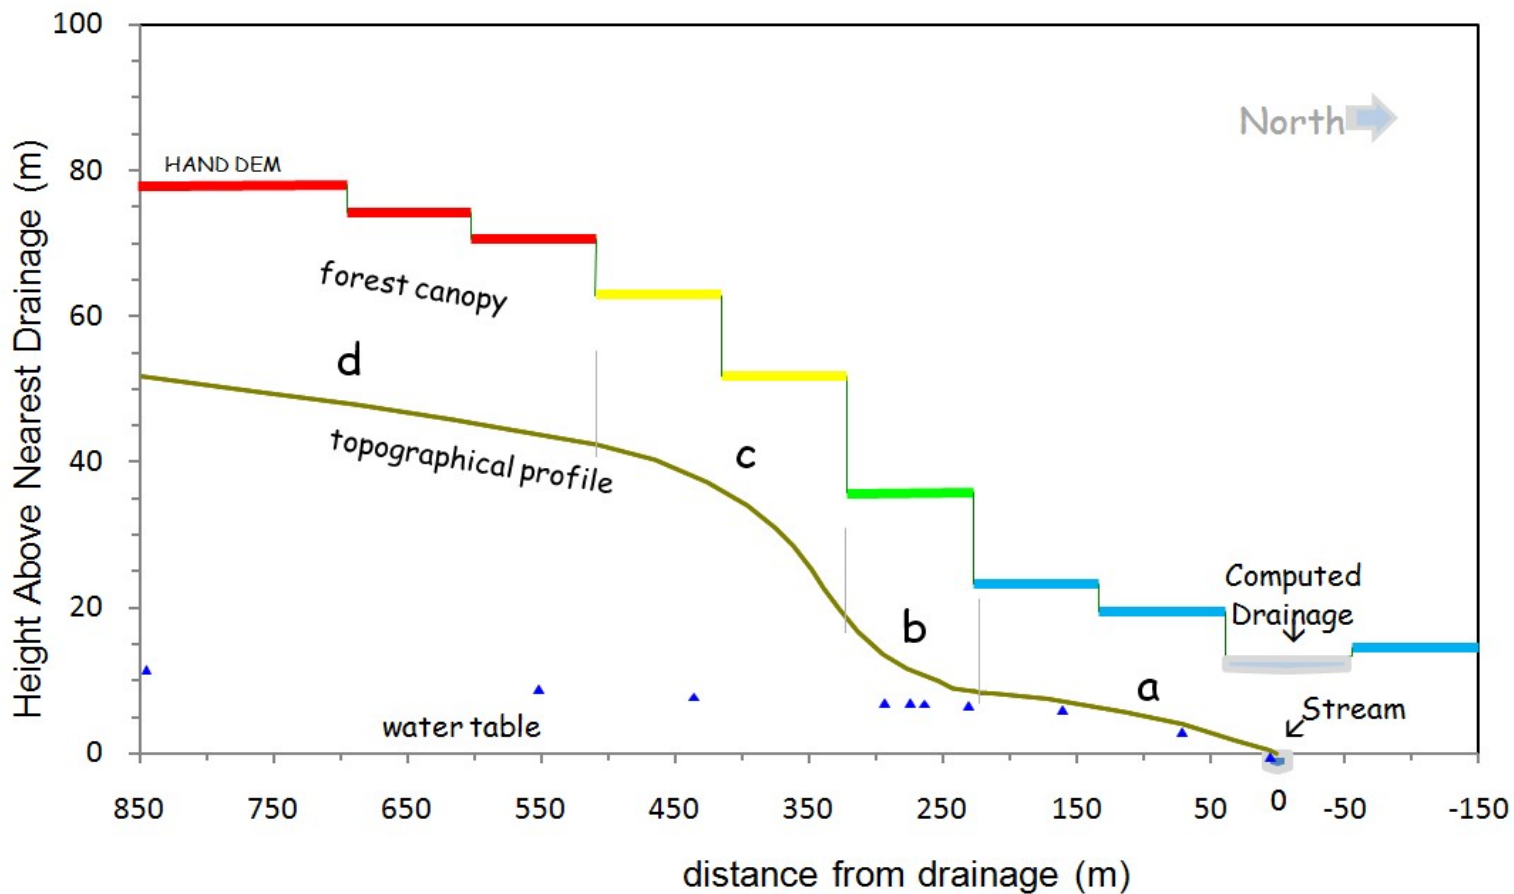 100
North
80
HAND DEM
forest canopy
60
d
c
topographical profile
40
Computed
Drainage
20
b
a
Stream
water table
0
850 750 650 550 450 350 250 150 50 0 -50 -150
distance from drainage (m)
Height Above Nearest Drainage (m)